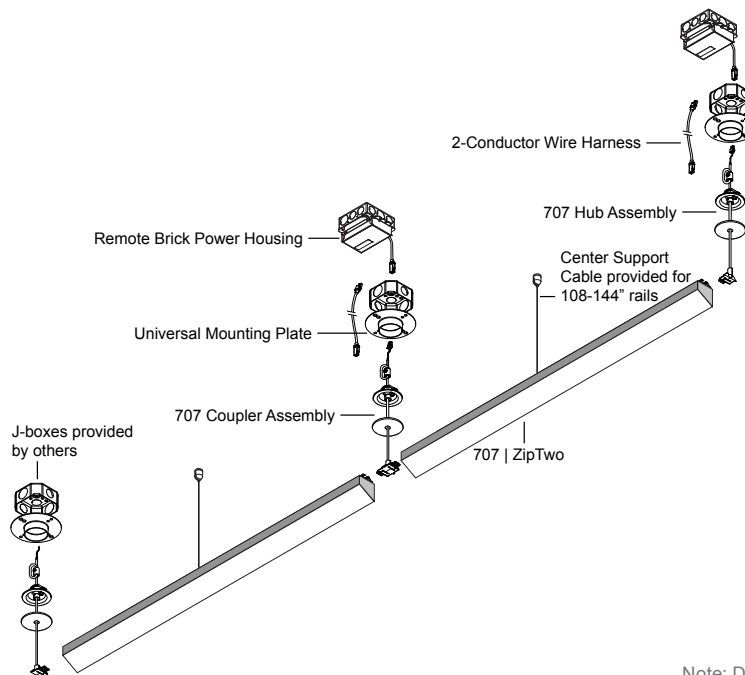 2-Conductor Wire Harness
707 Hub Assembly
Remote Brick Power Housing
Center Support
Cable provided for
108-144” rails
Universal Mounting Plate
707 Coupler Assembly
707 | ZipTwo
J-boxes provided
by others
Note: D